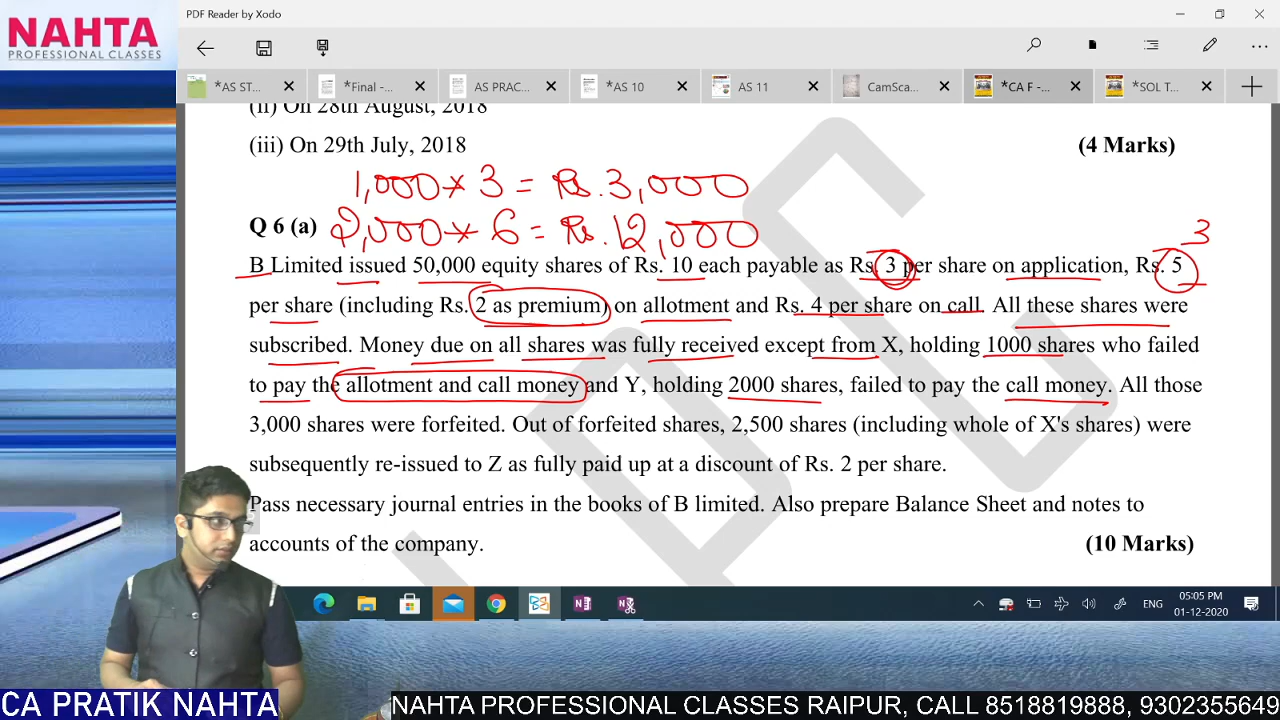 NAHTA
PROFESSIONAL CLASSES
PDF Reader by Xodo
*AS ST...
*Final -...
AS PRAC...
*AS 10
AS 11
CamSca...
*CA F - ...
*SOL T...
(ii) On 28th August, 2018
(iii) On 29th July, 2018 (4 Marks)
1,000 * 3 = Rs. 3,000
Q 6 (a) 2,000 * 6 = Rs. 12,000
3
B Limited issued 50,000 equity shares of Rs. 10 each payable as Rs. 3 per share on application, Rs. 5
per share (including Rs. 2 as premium) on allotment and Rs. 4 per share on call. All these shares were
subscribed. Money due on all shares was fully received except from X, holding 1000 shares who failed
to pay the allotment and call money and Y, holding 2000 shares, failed to pay the call money. All those
3,000 shares were forfeited. Out of forfeited shares, 2,500 shares (including whole of X's shares) were
subsequently re-issued to Z as fully paid up at a discount of Rs. 2 per share.
Pass necessary journal entries in the books of B limited. Also prepare Balance Sheet and notes to
accounts of the company. (10 Marks)
ENG
05:05 PM
01-12-2020
CA PRATIK NAHTA
NAHTA PROFESSIONAL CLASSES RAIPUR, CALL 8518819888, 9302355649